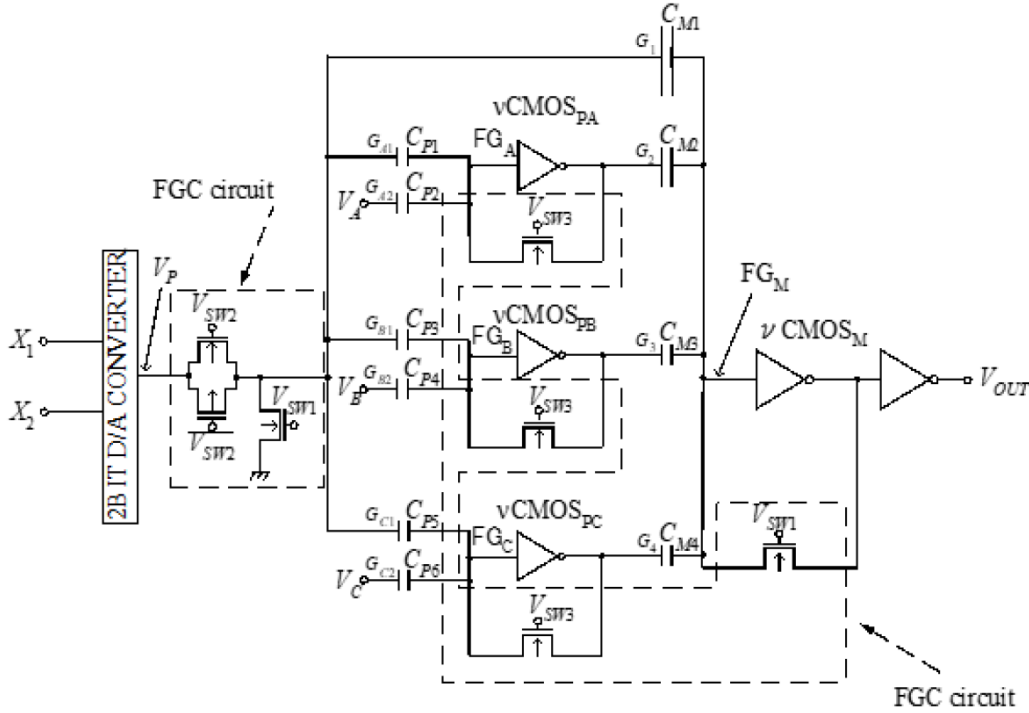 C_M1
G_1
νCMOS_PA
G_A1 C_P1 FG_A G_2 C_M2
FGC circuit
V_A G_A2 C_P2
V_SW3
2B IT D/A CONVERTER
V_P
FG_M
V_SW2
νCMOS_PB
ν CMOS_M
X_1
G_B1 C_P3 FG_B G_3 C_M3
V_B G_B2 C_P4
V_OUT
V_SW3
V_SW1
X_2
V_SW2
νCMOS_PC
G_C1 C_P5 FG_C G_4 C_M4
V_SW1
V_C G_C2 C_P6
V_SW3
FGC circuit